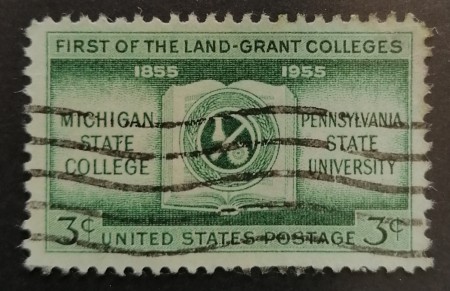 FIRST OF THE LAND-GRANT COLLEGES
1855 1955
MICHIGAN
STATE
COLLEGE
PENNSYLVANIA
STATE
UNIVERSITY
3¢ UNITED STATES POSTAGE 3¢